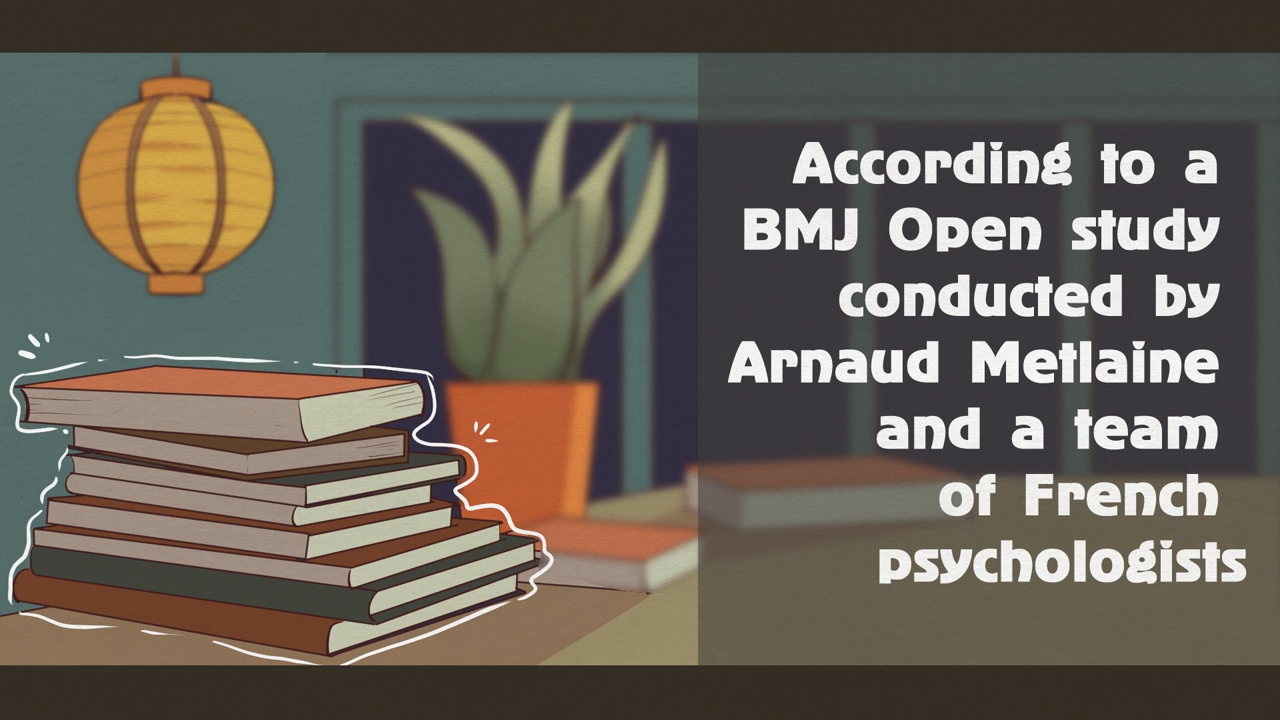 According to a
BMJ Open study
conducted by
Arnaud Metlaine
and a team
of French
psychologists